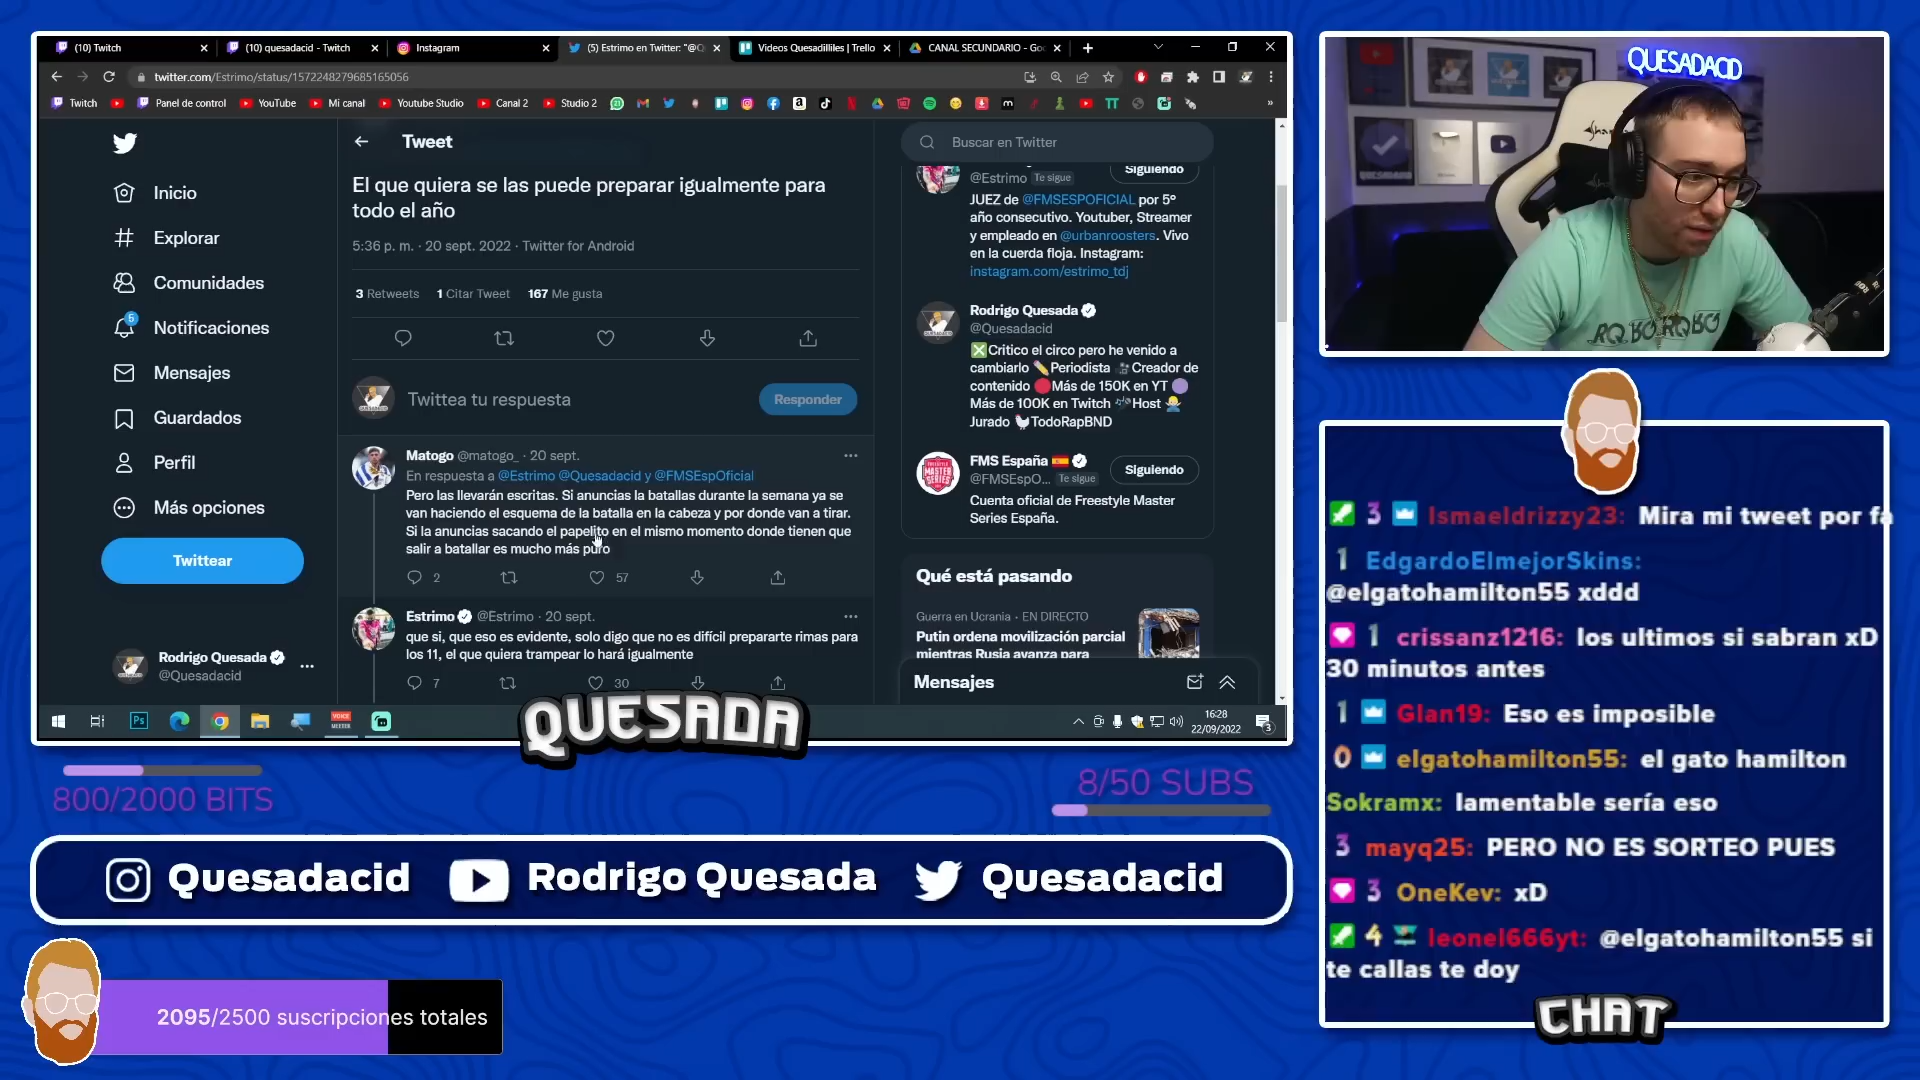 (10) Twitch
(10) quesadacid - Twitch
Instagram
(5) Estrimo en Twitter: "@Q
Videos Quesadilliles | Trello
CANAL SECUNDARIO - Go
twitter.com/Estrimo/status/1572248279685165056
Twitch
Panel de control
YouTube
Mi canal
Youtube Studio
Canal 2
Studio 2
Inicio
Explorar
Comunidades
5
Notificaciones
Mensajes
Guardados
Perfil
Más opciones
Twittear
Rodrigo Quesada
@Quesadacid
Tweet
El que quiera se las puede preparar igualmente para
todo el año
5:36 p. m. · 20 sept. 2022 · Twitter for Android
3 Retweets 1 Citar Tweet 167 Me gusta
Twittea tu respuesta
Responder
Matogo @matogo_ · 20 sept.
En respuesta a @Estrimo @Quesadacid y @FMSEspOficial
Pero las llevarán escritas. Si anuncias la batallas durante la semana ya se
van haciendo el esquema de la batalla en la cabeza y por donde van a tirar.
Si la anuncias sacando el papelito en el mismo momento donde tienen que
salir a batallar es mucho más puro
2
57
Estrimo @Estrimo · 20 sept.
que si, que eso es evidente, solo digo que no es difícil prepararte rimas para
los 11, el que quiera trampear lo hará igualmente
7
30
Buscar en Twitter
@Estrimo Te sigue
Siguiendo
JUEZ de @FMSESPOFICIAL por 5º
año consecutivo. Youtuber, Streamer
y empleado en @urbanroosters. Vivo
en la cuerda floja. Instagram:
instagram.com/estrimo_tdj
Rodrigo Quesada
@Quesadacid
Critico el circo pero he venido a
cambiarlo Periodista Creador de
contenido Más de 150K en YT
Más de 100K en Twitch Host
Jurado TodoRapBND
FMS España
@FMSEspO... Te sigue
Siguiendo
Cuenta oficial de Freestyle Master
Series España.
Qué está pasando
Guerra en Ucrania · EN DIRECTO
Putin ordena movilización parcial
mientras Rusia avanza para
Mensajes
Ps
VOICE
MEETER
16:28
22/09/2022
3
QUESADA
800/2000 BITS
8/50 SUBS
Quesadacid
Rodrigo Quesada
Quesadacid
2095/2500 suscripciones totales
QUESADACID
3 Ismaeldrizzy23: Mira mi tweet por fa
1 EdgardoElmejorSkins:
@elgatohamilton55 xddd
1 crissanz1216: los ultimos si sabran xD
30 minutos antes
1 Glan19: Eso es imposible
0 elgatohamilton55: el gato hamilton
Sokramx: lamentable sería eso
3 mayq25: PERO NO ES SORTEO PUES
3 OneKev: xD
4 leonel666yt: @elgatohamilton55 si
te callas te doy
CHAT